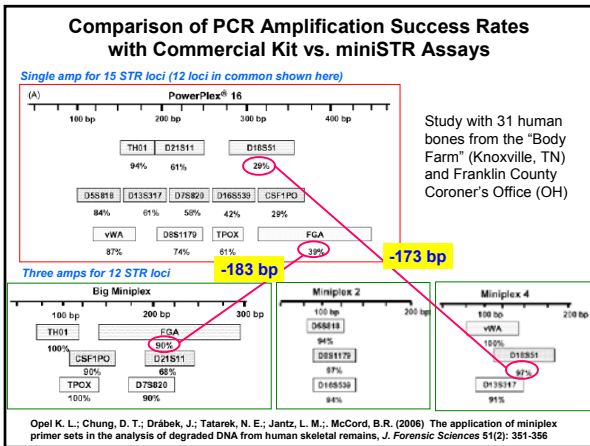 Comparison of PCR Amplification Success Rates
with Commercial Kit vs. miniSTR Assays
Single amp for 15 STR loci (12 loci in common shown here)
(A) PowerPlex® 16
100 bp 200 bp 300 bp 400 bp
TH01 D21S11 D18S51
94% 61% 29%
D5S818 D13S317 D7S820 D16S539 CSF1PO
84% 61% 58% 42% 29%
vWA D8S1179 TPOX FGA
87% 74% 61% 39%
Study with 31 human
bones from the “Body
Farm” (Knoxville, TN)
and Franklin County
Coroner’s Office (OH)
-183 bp
-173 bp
Three amps for 12 STR loci
Big Miniplex
100 bp 200 bp 300 bp
TH01 FGA
100% 90%
CSF1PO D21S11
90% 68%
TPOX D7S820
100% 90%
Miniplex 2
100 bp 200 bp
D5S818
94%
D8S1179
97%
D16S539
94%
Miniplex 4
100 bp 200 bp
vWA
100%
D18S51
97%
D13S317
91%
Opel K. L.; Chung, D. T.; Drábek, J.; Tatarek, N. E.; Jantz, L. M.;. McCord, B.R. (2006) The application of miniplex
primer sets in the analysis of degraded DNA from human skeletal remains, J. Forensic Sciences 51(2): 351-356